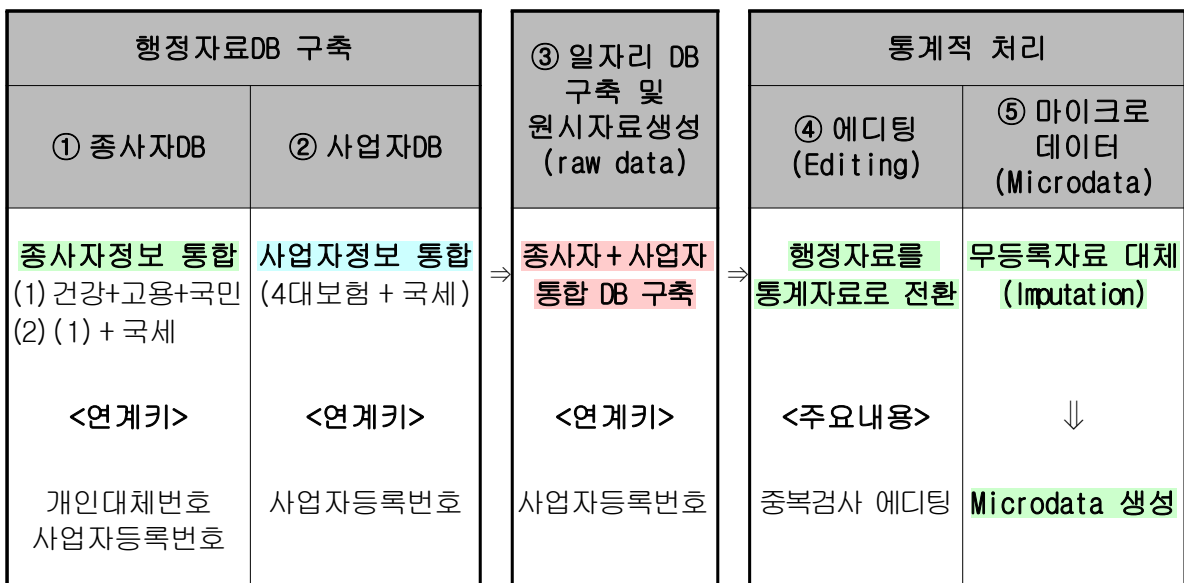 행정자료DB 구축
① 종사자DB
② 사업자DB
③ 일자리 DB
구축 및
원시자료생성
(raw data)
통계적 처리
④ 에디팅
(Editing)
⑤ 마이크로
데이터
(Microdata)
종사자정보 통합
(1) 건강+고용+국민
(2) (1) + 국세
<연계키>
개인대체번호
사업자등록번호
사업자정보 통합
(4대보험 + 국세)
<연계키>
사업자등록번호
⇒
종사자+사업자
통합 DB 구축
<연계키>
사업자등록번호
⇒
행정자료를
통계자료로 전환
<주요내용>
중복검사 에디팅
무등록자료 대체
(Imputation)
⇓
Microdata 생성